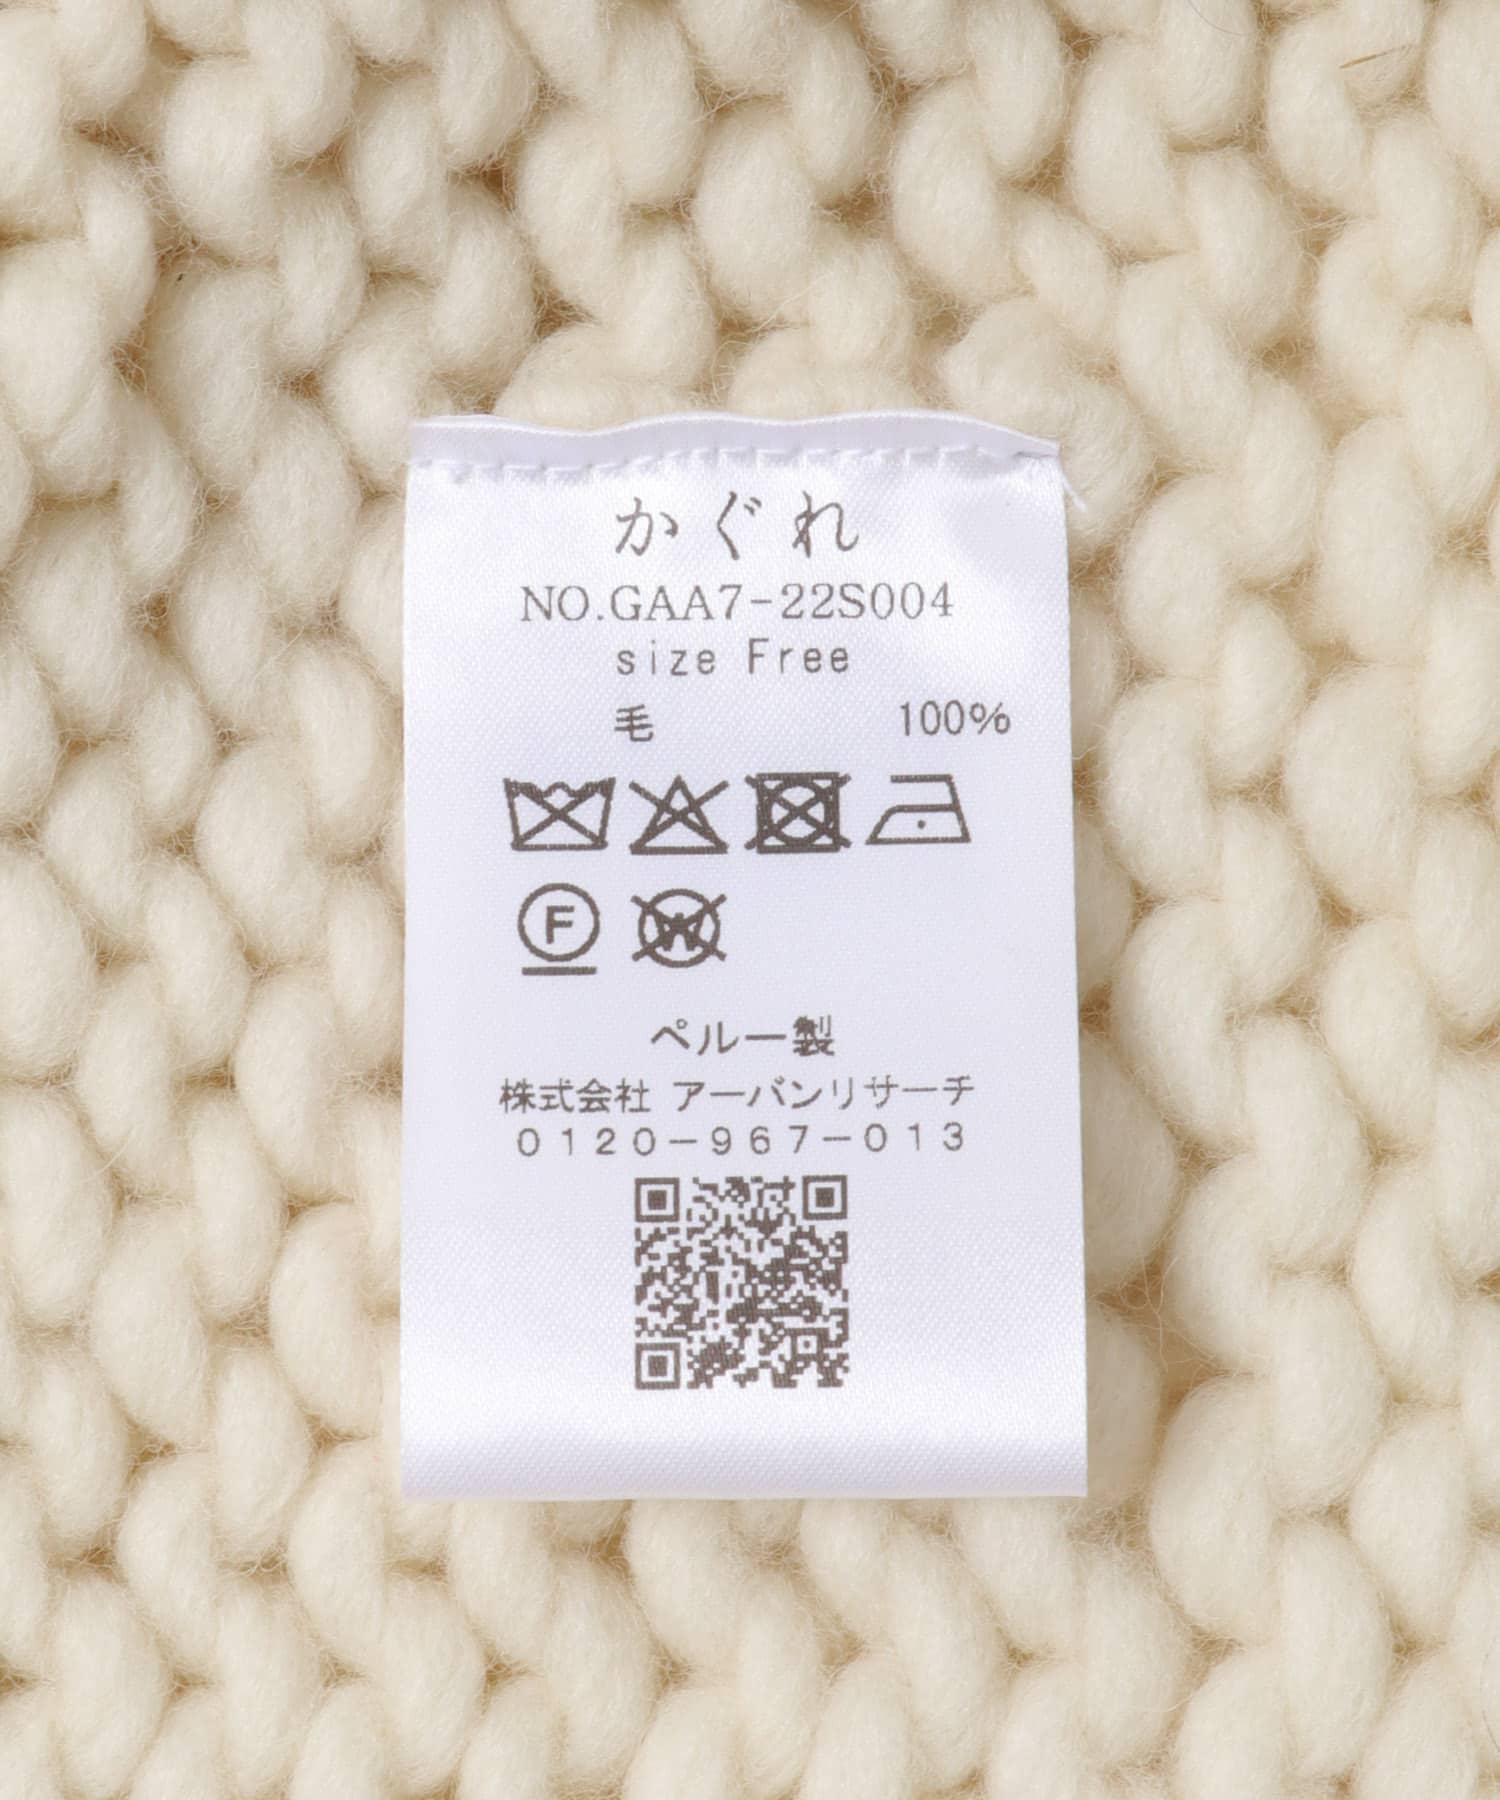 かぐれ
NO.GAA7-22S004
size Free
毛 100%
F
W
ペルー製
株式会社 アーバンリサーチ
0120-967-013